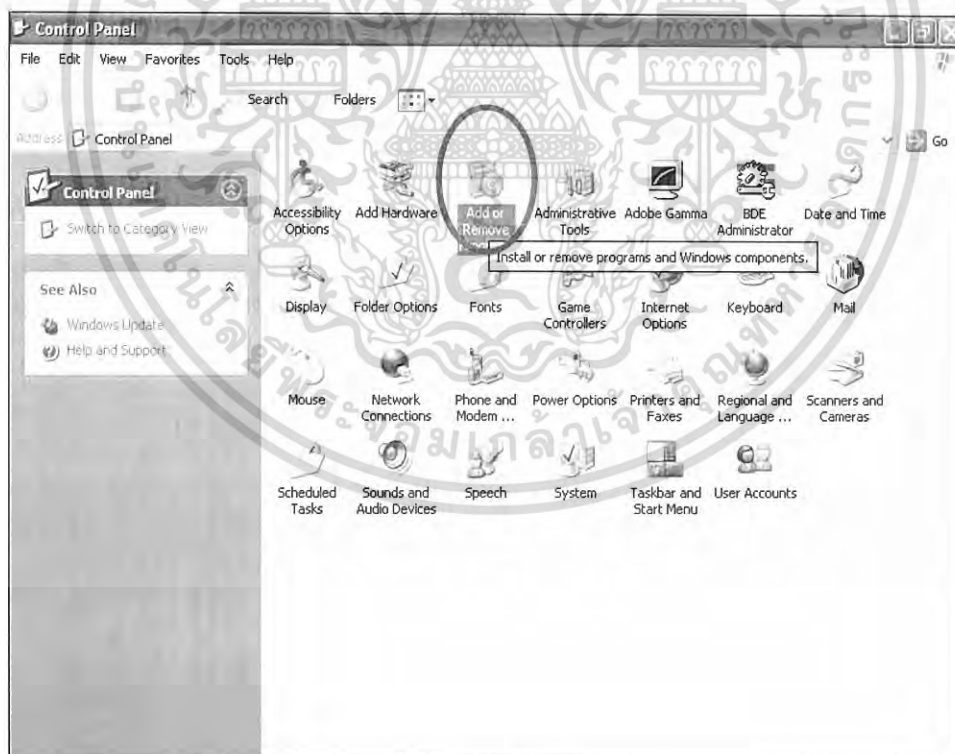 Control Panel
File Edit View Favorites Tools Help
Search Folders
Address Control Panel Go
Control Panel
Switch to Category View
See Also
Windows Update
Help and Support
Accessibility Options
Add Hardware
Add or Remove
Administrative Tools
Adobe Gamma
BDE Administrator
Date and Time
Install or remove programs and Windows components.
Display
Folder Options
Fonts
Game Controllers
Internet Options
Keyboard
Mail
Mouse
Network Connections
Phone and Modem ...
Power Options
Printers and Faxes
Regional and Language ...
Scanners and Cameras
Scheduled Tasks
Sounds and Audio Devices
Speech
System
Taskbar and Start Menu
User Accounts